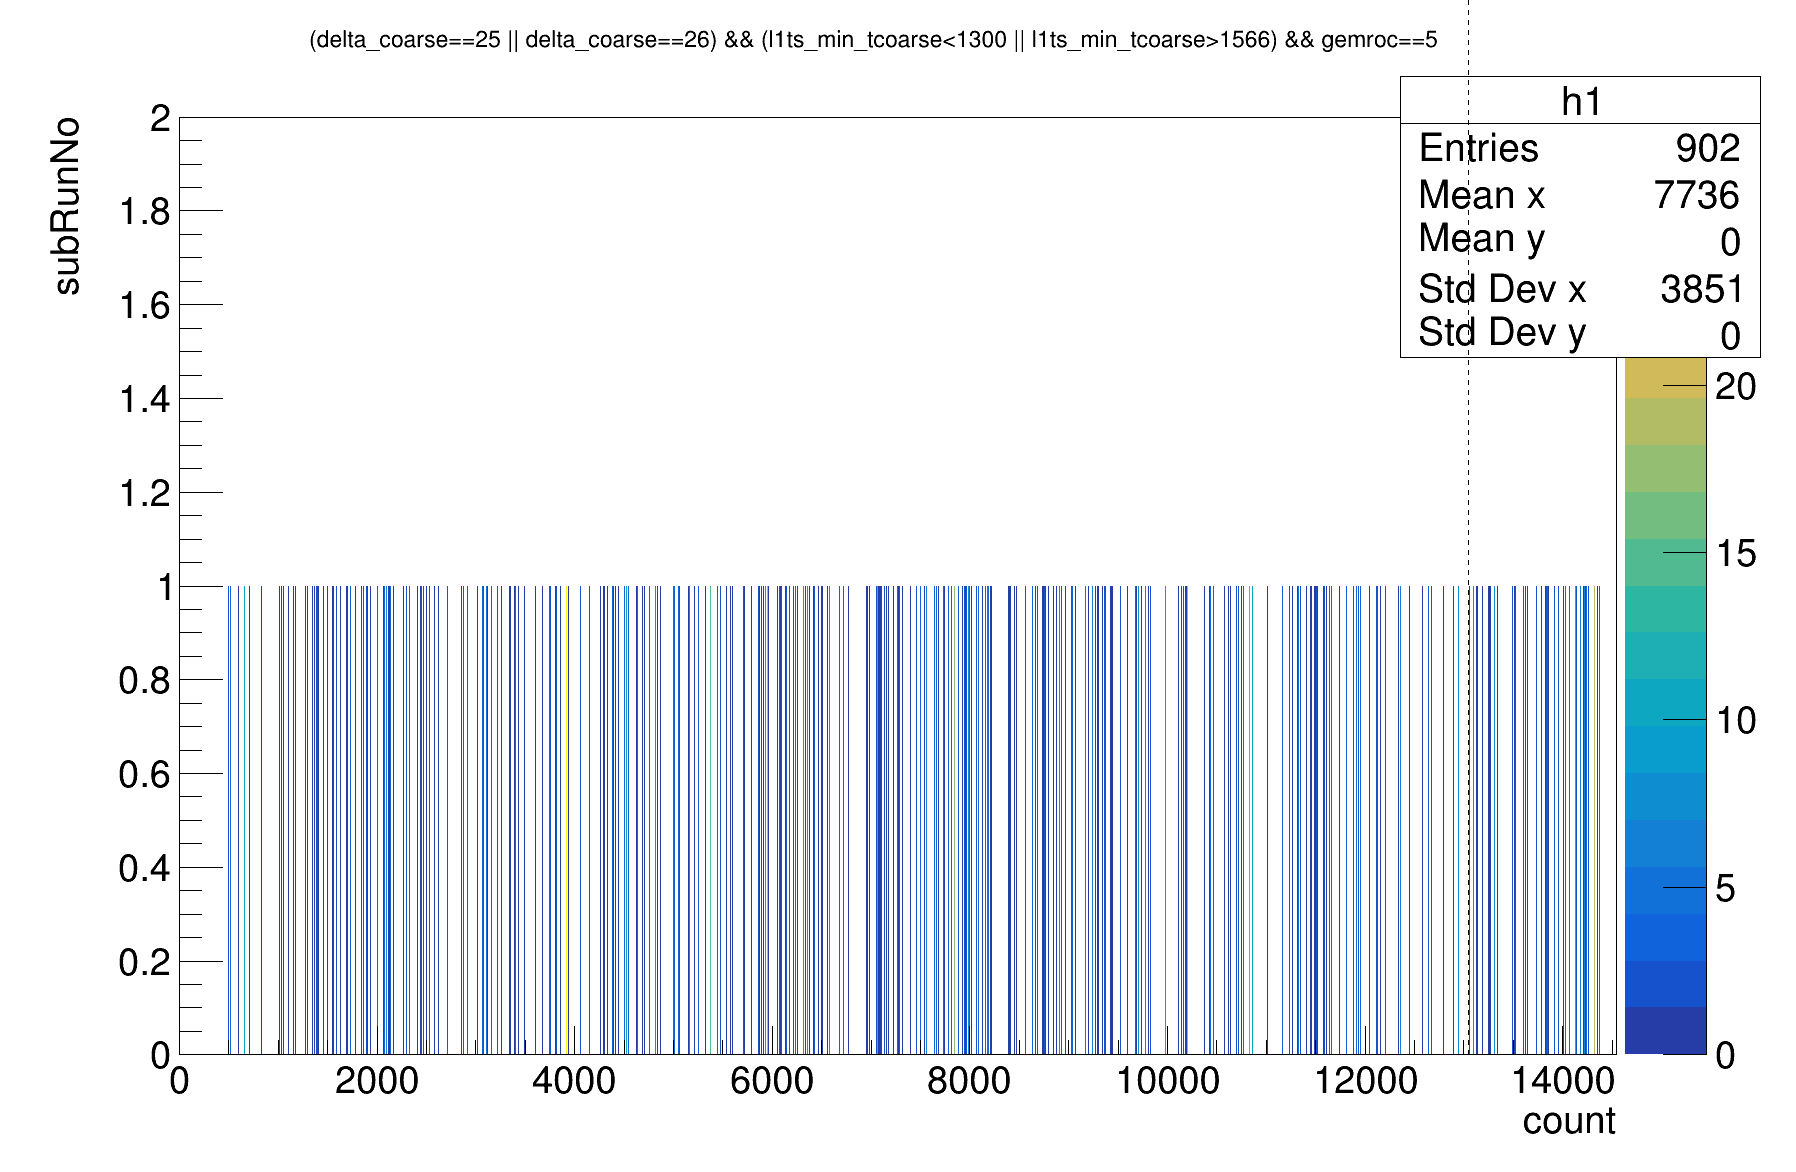 (delta_coarse==25 || delta_coarse==26) && (l1ts_min_tcoarse<1300 || l1ts_min_tcoarse>1566) && gemroc==5
h1
Entries 902
Mean x 7736
Mean y 0
Std Dev x 3851
Std Dev y 0
subRunNo
2
1.8
1.6
1.4
1.2
1
0.8
0.6
0.4
0.2
0
20
15
10
5
0
0 2000 4000 6000 8000 10000 12000 14000
count